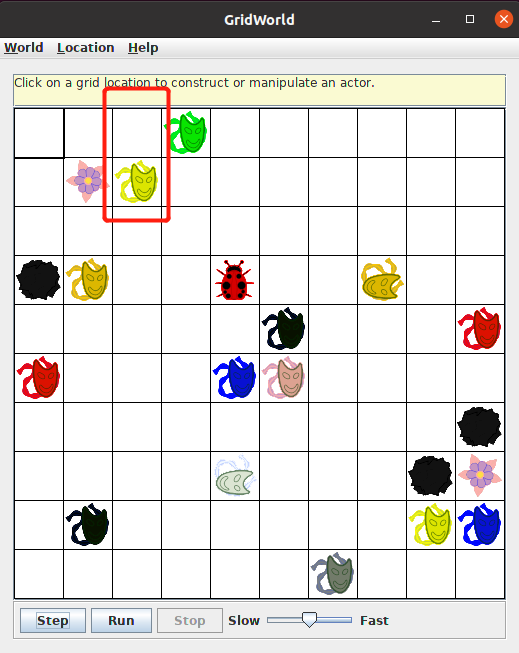 GridWorld
World Location Help
Click on a grid location to construct or manipulate an actor.
Step Run Stop Slow Fast